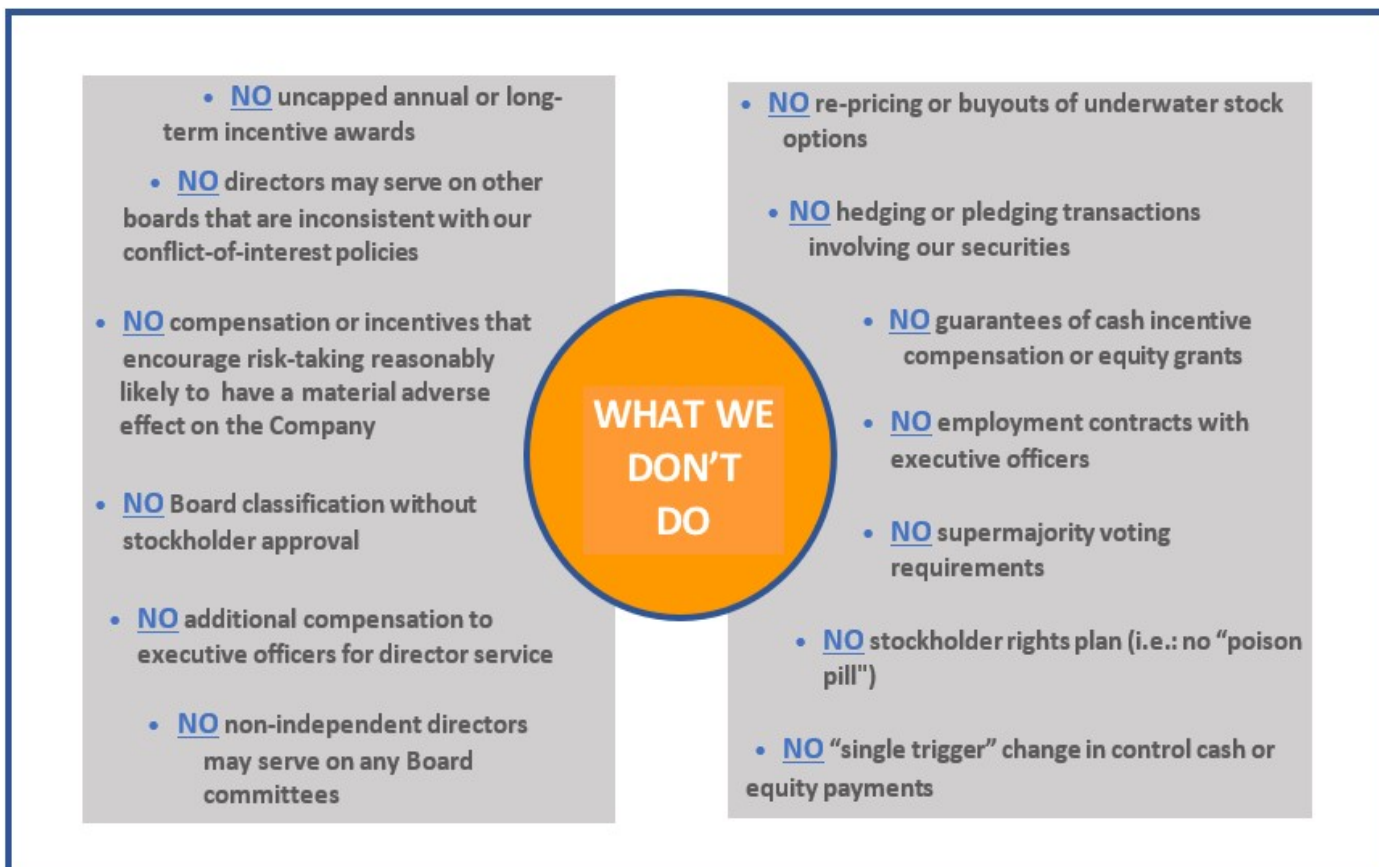 • NO uncapped annual or long-
term incentive awards
• NO directors may serve on other
boards that are inconsistent with our
conflict-of-interest policies
• NO compensation or incentives that
encourage risk-taking reasonably
likely to have a material adverse
effect on the Company
• NO Board classification without
stockholder approval
• NO additional compensation to
executive officers for director service
• NO non-independent directors
may serve on any Board
committees
WHAT WE
DON’T
DO
• NO re-pricing or buyouts of underwater stock
options
• NO hedging or pledging transactions
involving our securities
• NO guarantees of cash incentive
compensation or equity grants
• NO employment contracts with
executive officers
• NO supermajority voting
requirements
• NO stockholder rights plan (i.e.: no “poison
pill")
• NO “single trigger” change in control cash or
equity payments